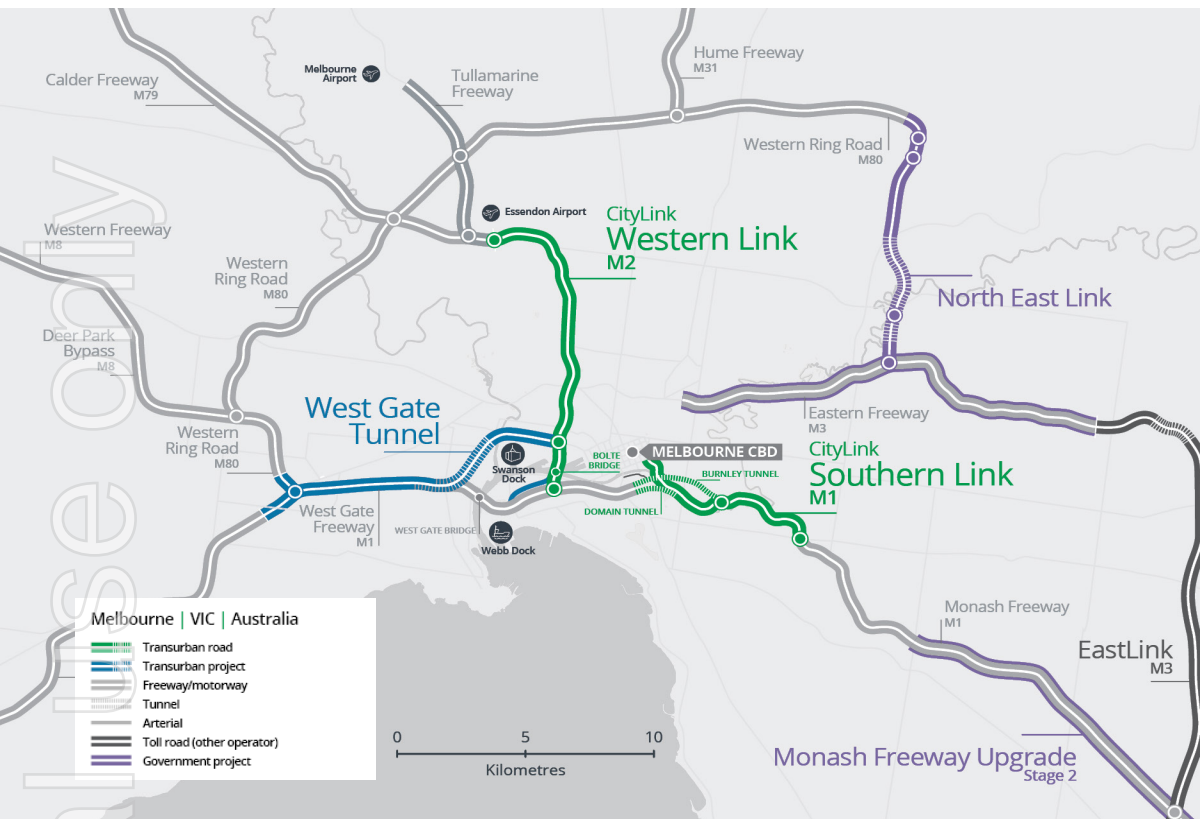 Hume Freeway
M31
Melbourne
Airport
Tullamarine
Freeway
Calder Freeway
M79
Western Ring Road
M80
Essendon Airport
CityLink
Western Link
M2
Western Freeway
M8
Western
Ring Road
M80
North East Link
Deer Park
Bypass
M8
West Gate
Tunnel
Eastern Freeway
M3
Western
Ring Road
M80
Swanson
Dock
BOLTE
BRIDGE
MELBOURNE CBD
BURNLEY TUNNEL
CityLink
Southern Link
M1
West Gate
Freeway
M1
WEST GATE BRIDGE
DOMAIN TUNNEL
Webb Dock
Monash Freeway
M1
EastLink
M3
Monash Freeway Upgrade
Stage 2
Melbourne | VIC | Australia
Transurban road
Transurban project
Freeway/motorway
Tunnel
Arterial
Toll road (other operator)
Government project
0 5 10
Kilometres
l use only